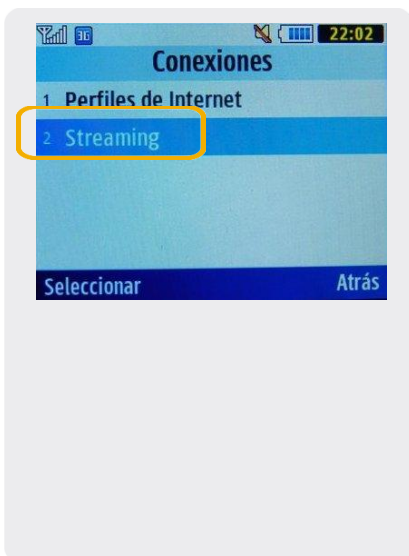 3G 22:02
Conexiones
1 Perfiles de Internet
2 Streaming
Seleccionar Atrás